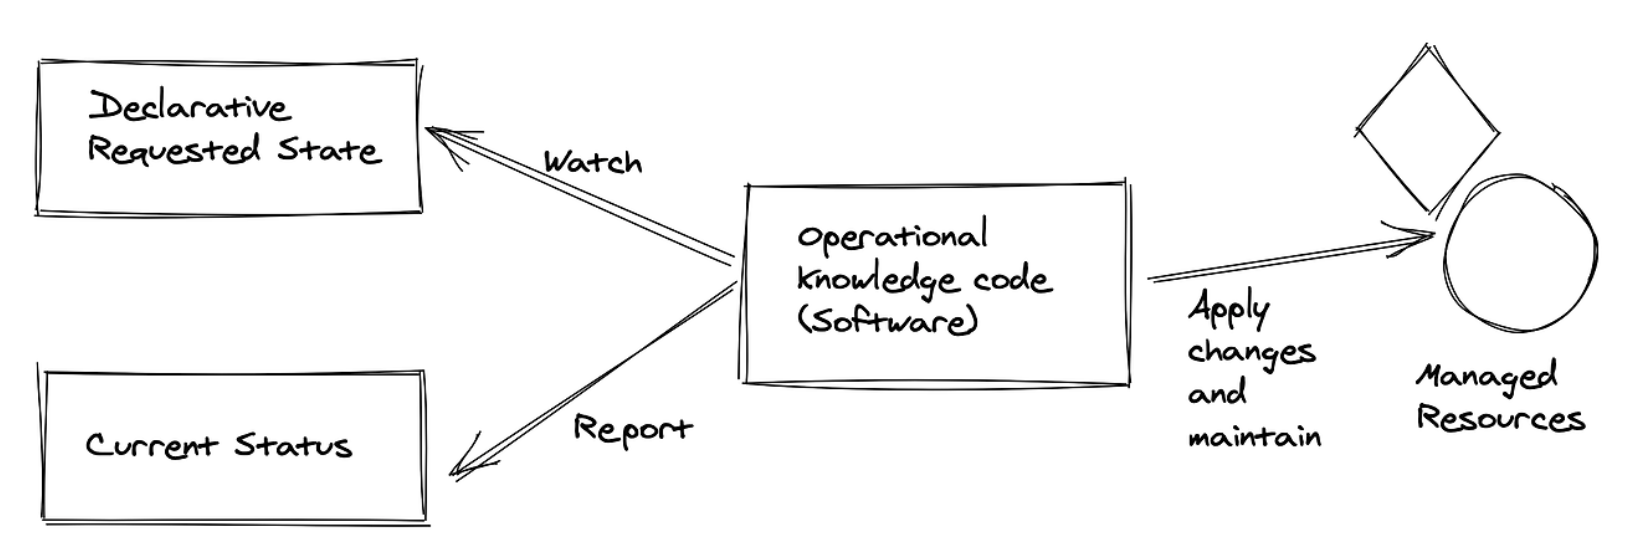 Declarative
Requested State
Watch
Operational
Knowledge code
(Software)
Apply
changes
and
maintain
Managed
Resources
Current Status
Report